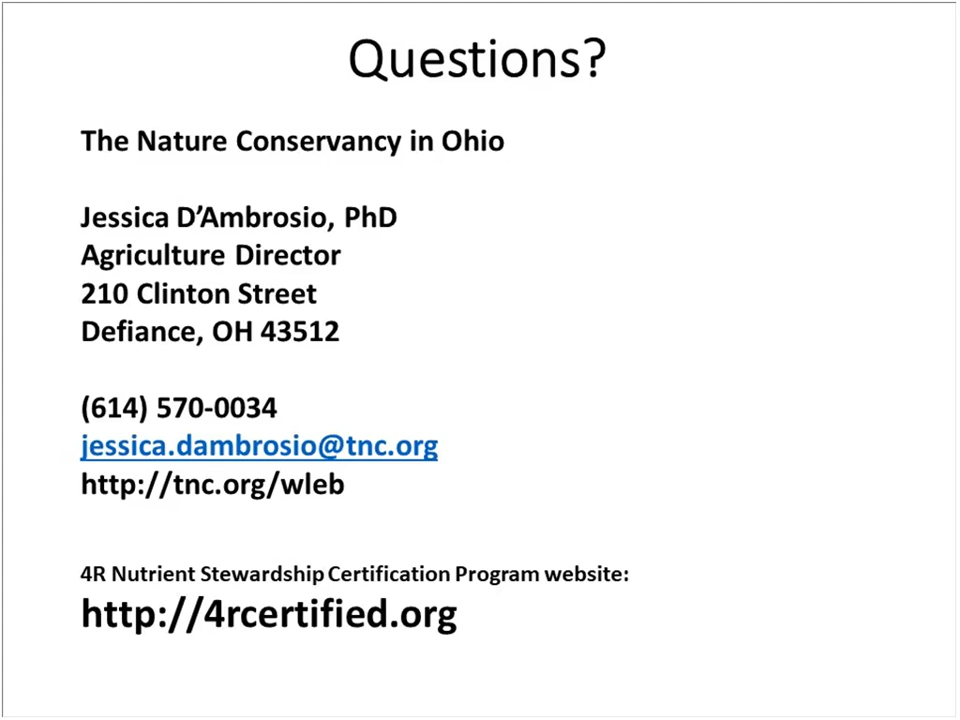 Questions?
The Nature Conservancy in Ohio
Jessica D’Ambrosio, PhD
Agriculture Director
210 Clinton Street
Defiance, OH 43512
(614) 570-0034
jessica.dambrosio@tnc.org
http://tnc.org/wleb
4R Nutrient Stewardship Certification Program website:
http://4rcertified.org